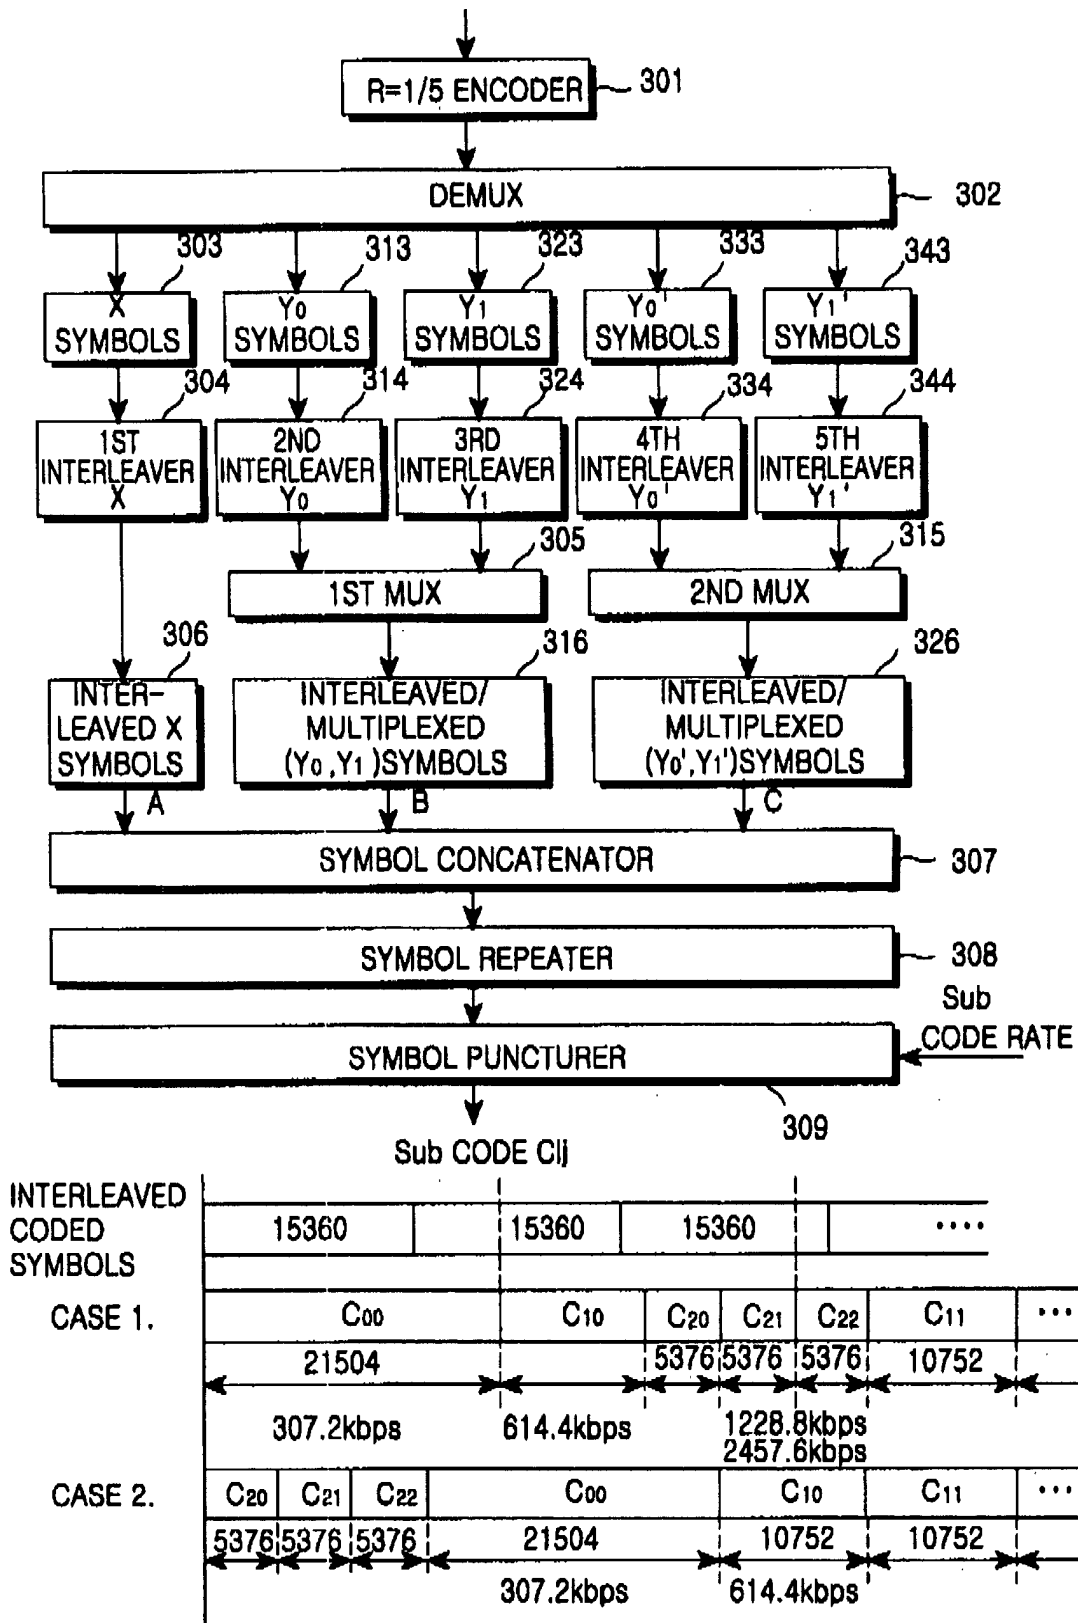 R=1/5 ENCODER
301
DEMUX
302
303
313
323
333
343
X
SYMBOLS
Y0
SYMBOLS
Y1
SYMBOLS
Y0'
SYMBOLS
Y1'
SYMBOLS
304
314
324
334
344
1ST
INTERLEAVER
X
2ND
INTERLEAVER
Y0
3RD
INTERLEAVER
Y1
4TH
INTERLEAVER
Y0'
5TH
INTERLEAVER
Y1'
305
315
1ST MUX
2ND MUX
306
316
326
INTER-
LEAVED X
SYMBOLS
INTERLEAVED/
MULTIPLEXED
(Y0,Y1)SYMBOLS
INTERLEAVED/
MULTIPLEXED
(Y0',Y1')SYMBOLS
A
B
C
SYMBOL CONCATENATOR
307
SYMBOL REPEATER
308
Sub
CODE RATE
SYMBOL PUNCTURER
309
Sub CODE Cij
INTERLEAVED
CODED
SYMBOLS
15360
15360
15360
····
CASE 1.
C00
C10
C20
C21
C22
C11
···
21504
5376
5376
5376
10752
307.2kbps
614.4kbps
1228.8kbps
2457.6kbps
CASE 2.
C20
C21
C22
C00
C10
C11
···
5376
5376
5376
21504
10752
10752
307.2kbps
614.4kbps